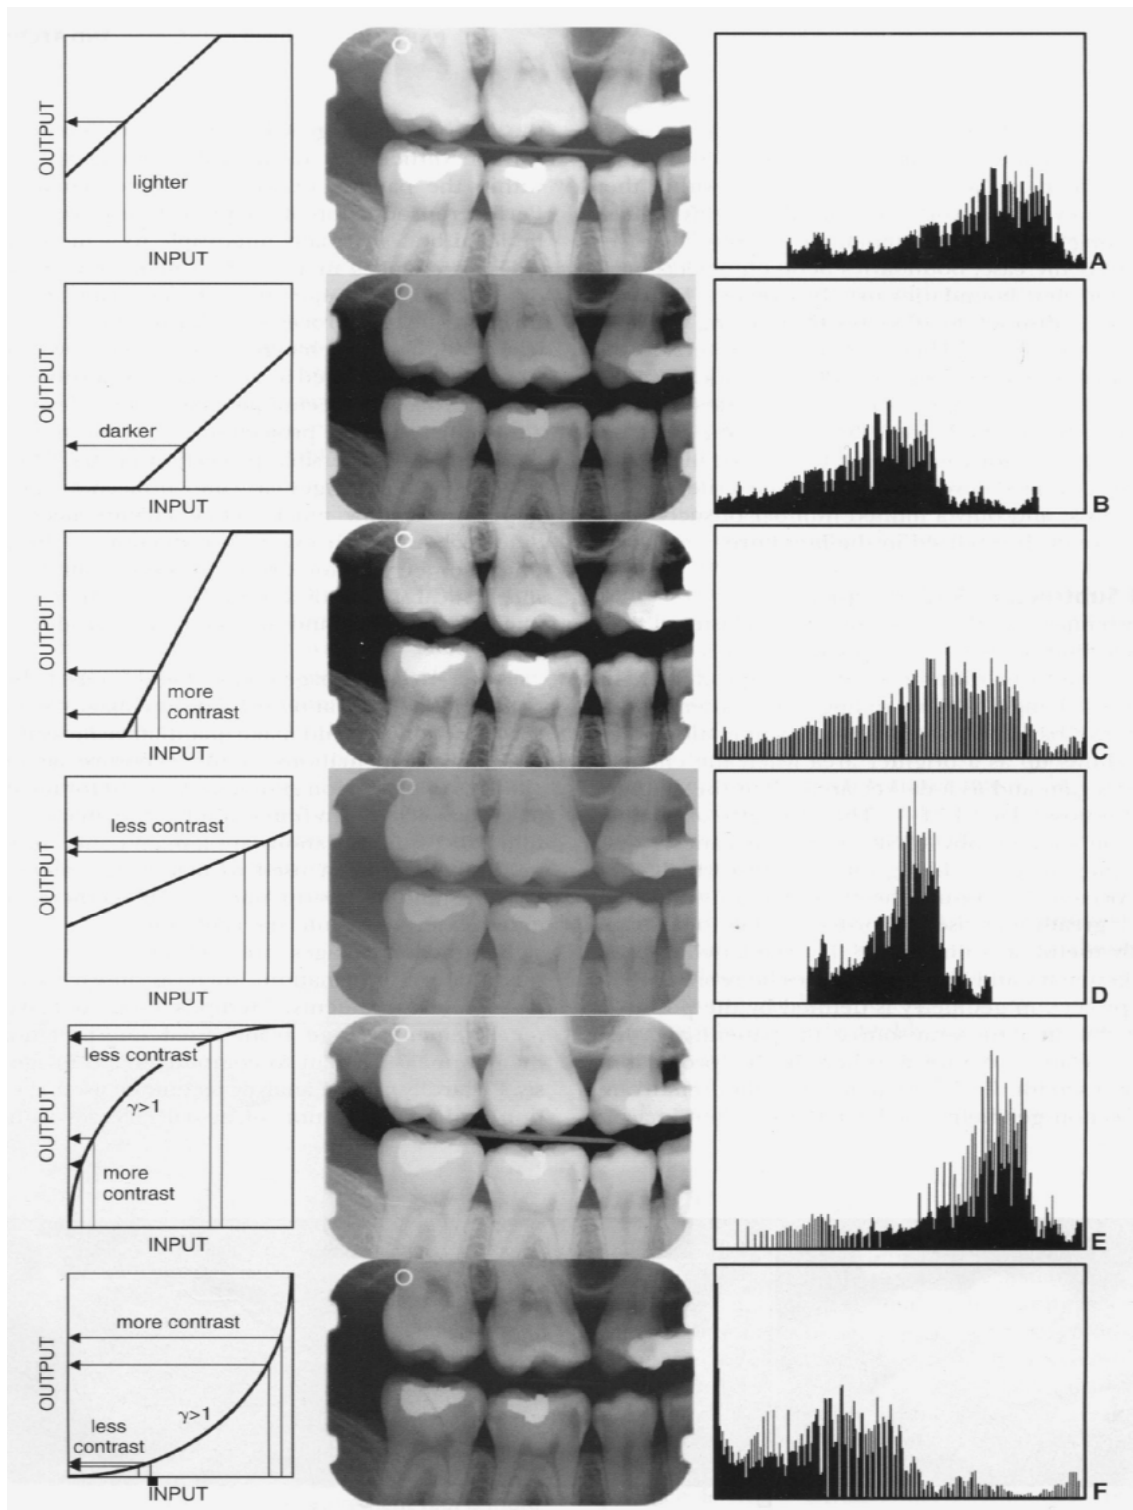 OUTPUT
lighter
INPUT
A
OUTPUT
darker
INPUT
B
OUTPUT
more
contrast
INPUT
C
OUTPUT
less contrast
INPUT
D
OUTPUT
less contrast
γ>1
more
contrast
INPUT
E
OUTPUT
more contrast
γ>1
less
contrast
INPUT
F